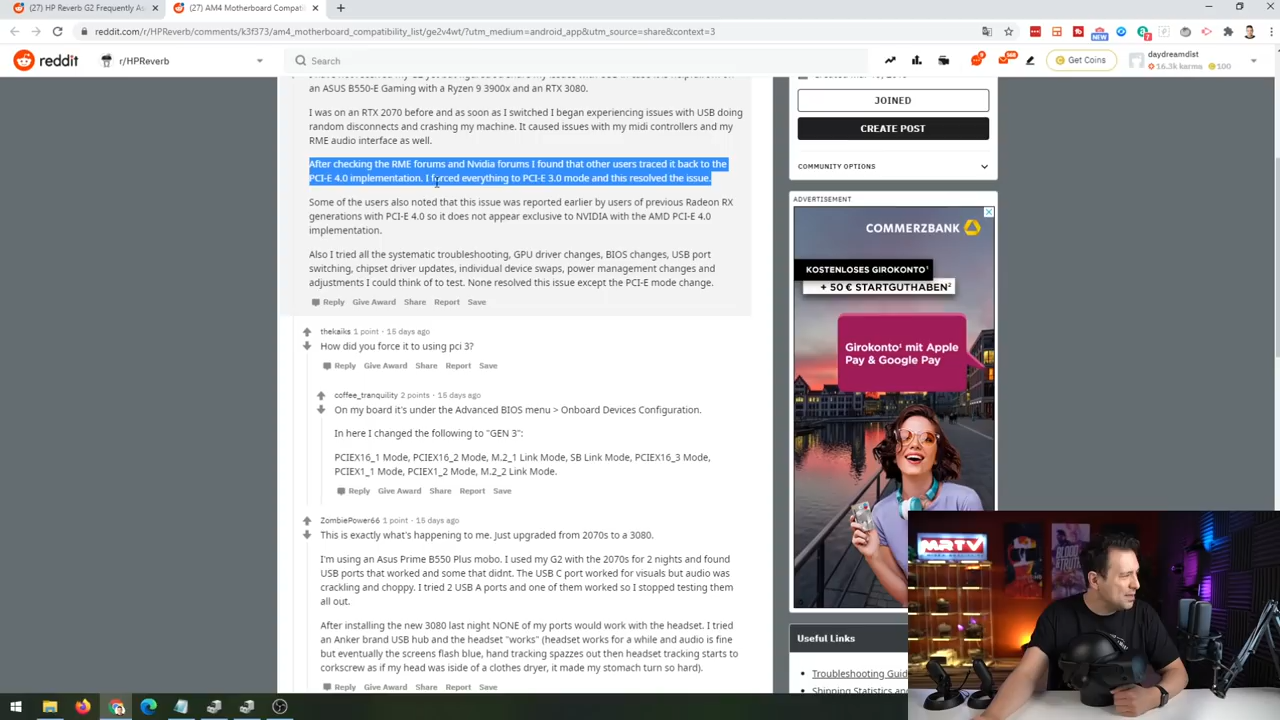 (27) HP Reverb G2 Frequently As
(27) AM4 Motherboard Compati
reddit.com/r/HPReverb/comments/k3f373/am4_motherboard_compatibility_list/ge2v4wt/?utm_medium=android_app&utm_source=share&context=3
reddit
r/HPReverb
Search
Get Coins
daydreamdist
16.3k karma
100
an ASUS B550-E Gaming with a Ryzen 9 3900x and an RTX 3080.
I was on an RTX 2070 before and as soon as I switched I began experiencing issues with USB doing
random disconnects and crashing my machine. It caused issues with my midi controllers and my
RME audio interface as well.
After checking the RME forums and Nvidia forums I found that other users traced it back to the
PCI-E 4.0 implementation. I forced everything to PCI-E 3.0 mode and this resolved the issue.
Some of the users also noted that this issue was reported earlier by users of previous Radeon RX
generations with PCI-E 4.0 so it does not appear exclusive to NVIDIA with the AMD PCI-E 4.0
implementation.
Also I tried all the systematic troubleshooting, GPU driver changes, BIOS changes, USB port
switching, chipset driver updates, individual device swaps, power management changes and
adjustments I could think of to test. None resolved this issue except the PCI-E mode change.
Reply Give Award Share Report Save
thekaiks 1 point · 15 days ago
How did you force it to using pci 3?
Reply Give Award Share Report Save
coffee_tranquility 2 points · 15 days ago
On my board it's under the Advanced BIOS menu > Onboard Devices Configuration.
In here I changed the following to "GEN 3":
PCIEX16_1 Mode, PCIEX16_2 Mode, M.2_1 Link Mode, SB Link Mode, PCIEX16_3 Mode,
PCIEX1_1 Mode, PCIEX1_2 Mode, M.2_2 Link Mode.
Reply Give Award Share Report Save
ZombiePower66 1 point · 15 days ago
This is exactly what's happening to me. Just upgraded from 2070s to a 3080.
I'm using an Asus Prime B550 Plus mobo. I used my G2 with the 2070s for 2 nights and found
USB ports that worked and some that didnt. The USB C port worked for visuals but audio was
crackling and choppy. I tried 2 USB A ports and one of them worked so I stopped testing them
all out.
After installing the new 3080 last night NONE of my ports would work with the headset. I tried
an Anker brand USB hub and the headset "works" (headset works for a while and audio is fine
but eventually the screens flash blue, hand tracking spazzes out then headset tracking starts to
corkscrew as if my head was iside of a clothes dryer, it made my stomach turn so hard).
Reply Give Award Share Report Save
JOINED
CREATE POST
COMMUNITY OPTIONS
ADVERTISEMENT
COMMERZBANK
KOSTENLOSES GIROKONTO¹
+ 50 € STARTGUTHABEN²
Girokonto¹ mit Apple
Pay & Google Pay
Useful Links
Troubleshooting Guid
Shipping Statistics an
MRTV
BLOOD
TRUTH